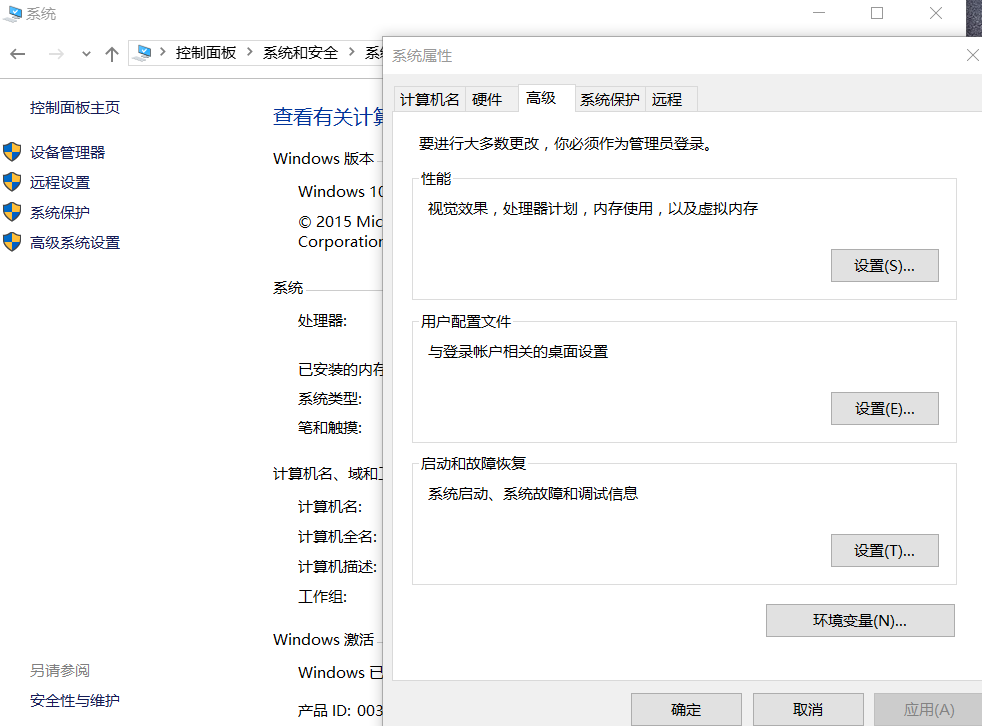 系统
控制面板 系统和安全
控制面板主页
设备管理器
远程设置
系统保护
高级系统设置
另请参阅
安全性与维护
查看有关计
Windows 版本
Windows 10
© 2015 Mic
Corporation
系统
处理器:
已安装的内存
系统类型:
笔和触摸:
计算机名、域和
计算机名:
计算机全名:
计算机描述:
工作组:
Windows 激活
Windows 已
产品 ID: 003
系统属性
计算机名 硬件 高级 系统保护 远程
要进行大多数更改，你必须作为管理员登录。
性能
视觉效果，处理器计划，内存使用，以及虚拟内存
设置(S)...
用户配置文件
与登录帐户相关的桌面设置
设置(E)...
启动和故障恢复
系统启动、系统故障和调试信息
设置(T)...
环境变量(N)...
确定 取消 应用(A)